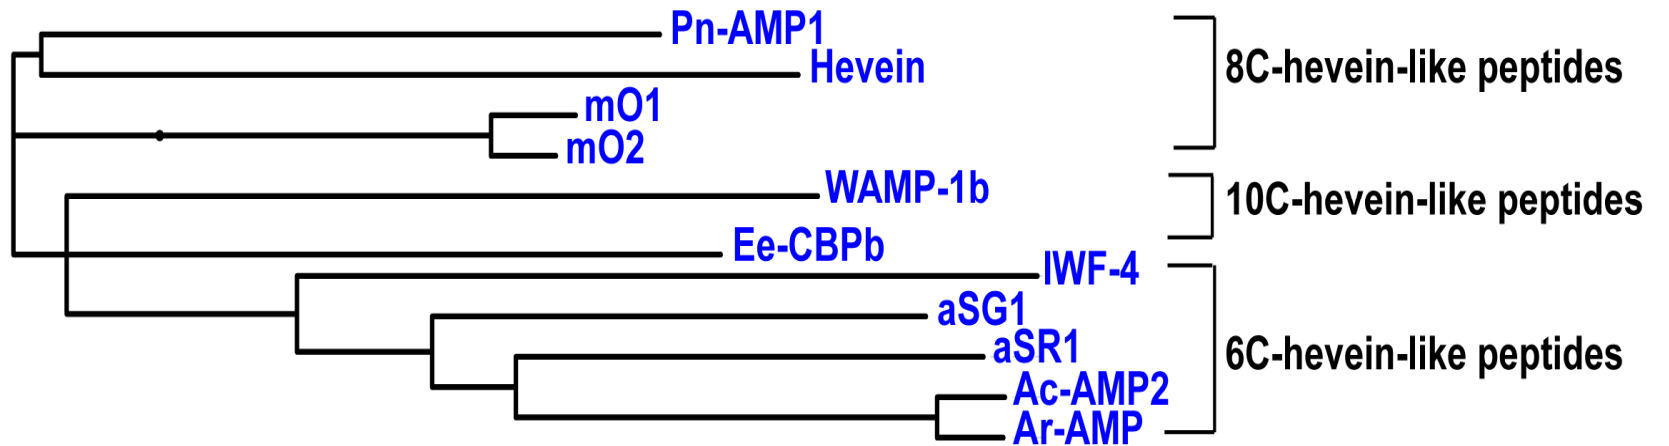 Pn-AMP1
Hevein
mO1
mO2
8C-hevein-like peptides
WAMP-1b
Ee-CBPb
10C-hevein-like peptides
IWF-4
aSG1
aSR1
Ac-AMP2
Ar-AMP
6C-hevein-like peptides